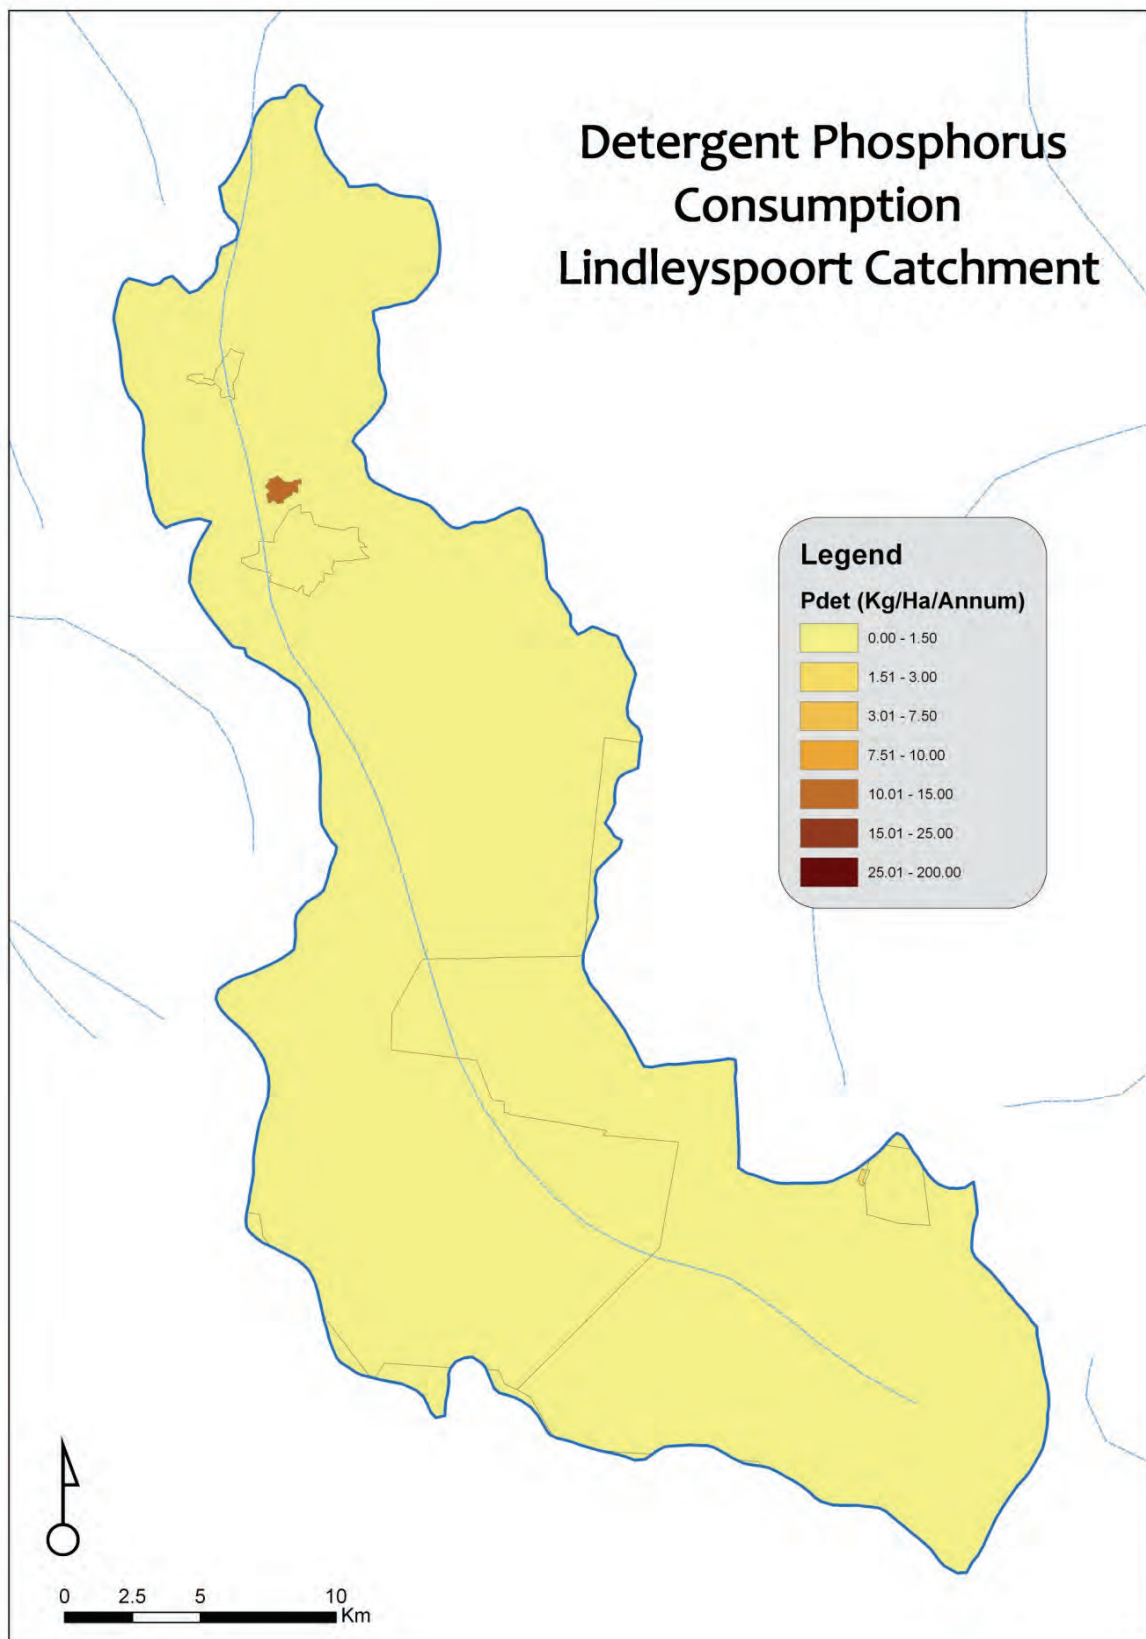 Detergent Phosphorus
Consumption
Lindleyspoort Catchment
Legend
Pdet (Kg/Ha/Annum)
0.00 - 1.50
1.51 - 3.00
3.01 - 7.50
7.51 - 10.00
10.01 - 15.00
15.01 - 25.00
25.01 - 200.00
0 2.5 5 10
Km